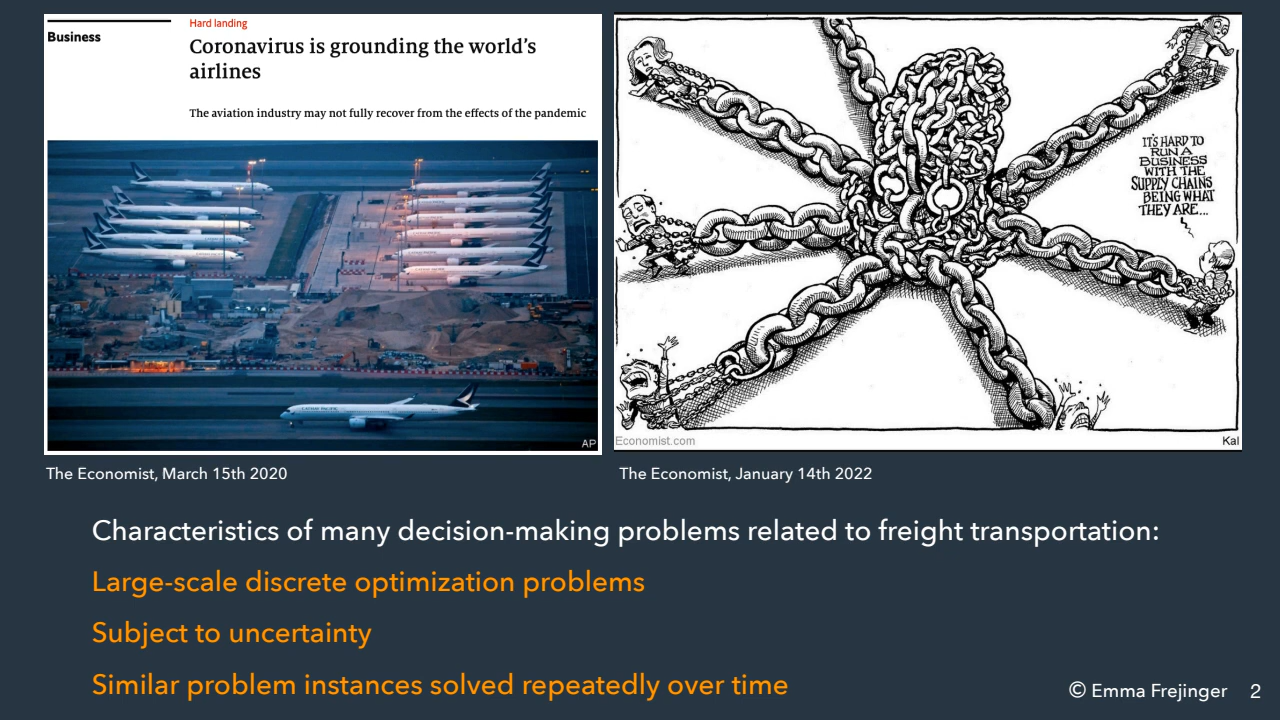 Business
Hard landing
Coronavirus is grounding the world's
airlines
The aviation industry may not fully recover from the effects of the pandemic
CATHAY PACIFIC
AP
IT'S HARD TO
RUN A
BUSINESS
WITH THE
SUPPLY CHAINS
BEING WHAT
THEY ARE...
Economist.com
Kal
The Economist, March 15th 2020
The Economist, January 14th 2022
Characteristics of many decision-making problems related to freight transportation:
Large-scale discrete optimization problems
Subject to uncertainty
Similar problem instances solved repeatedly over time
© Emma Frejinger 2